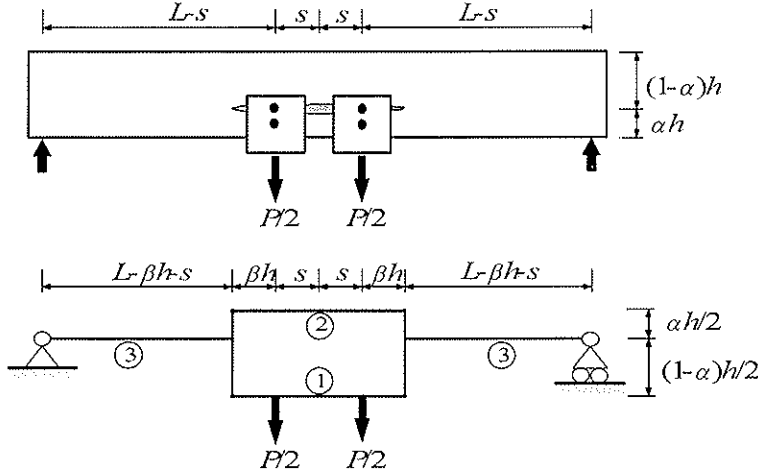 L-s s s L-s
(1-α)h
αh
P/2 P/2
L-βh-s βh s s βh L-βh-s
αh/2
②
③ ③
(1-α)h/2
①
P/2 P/2